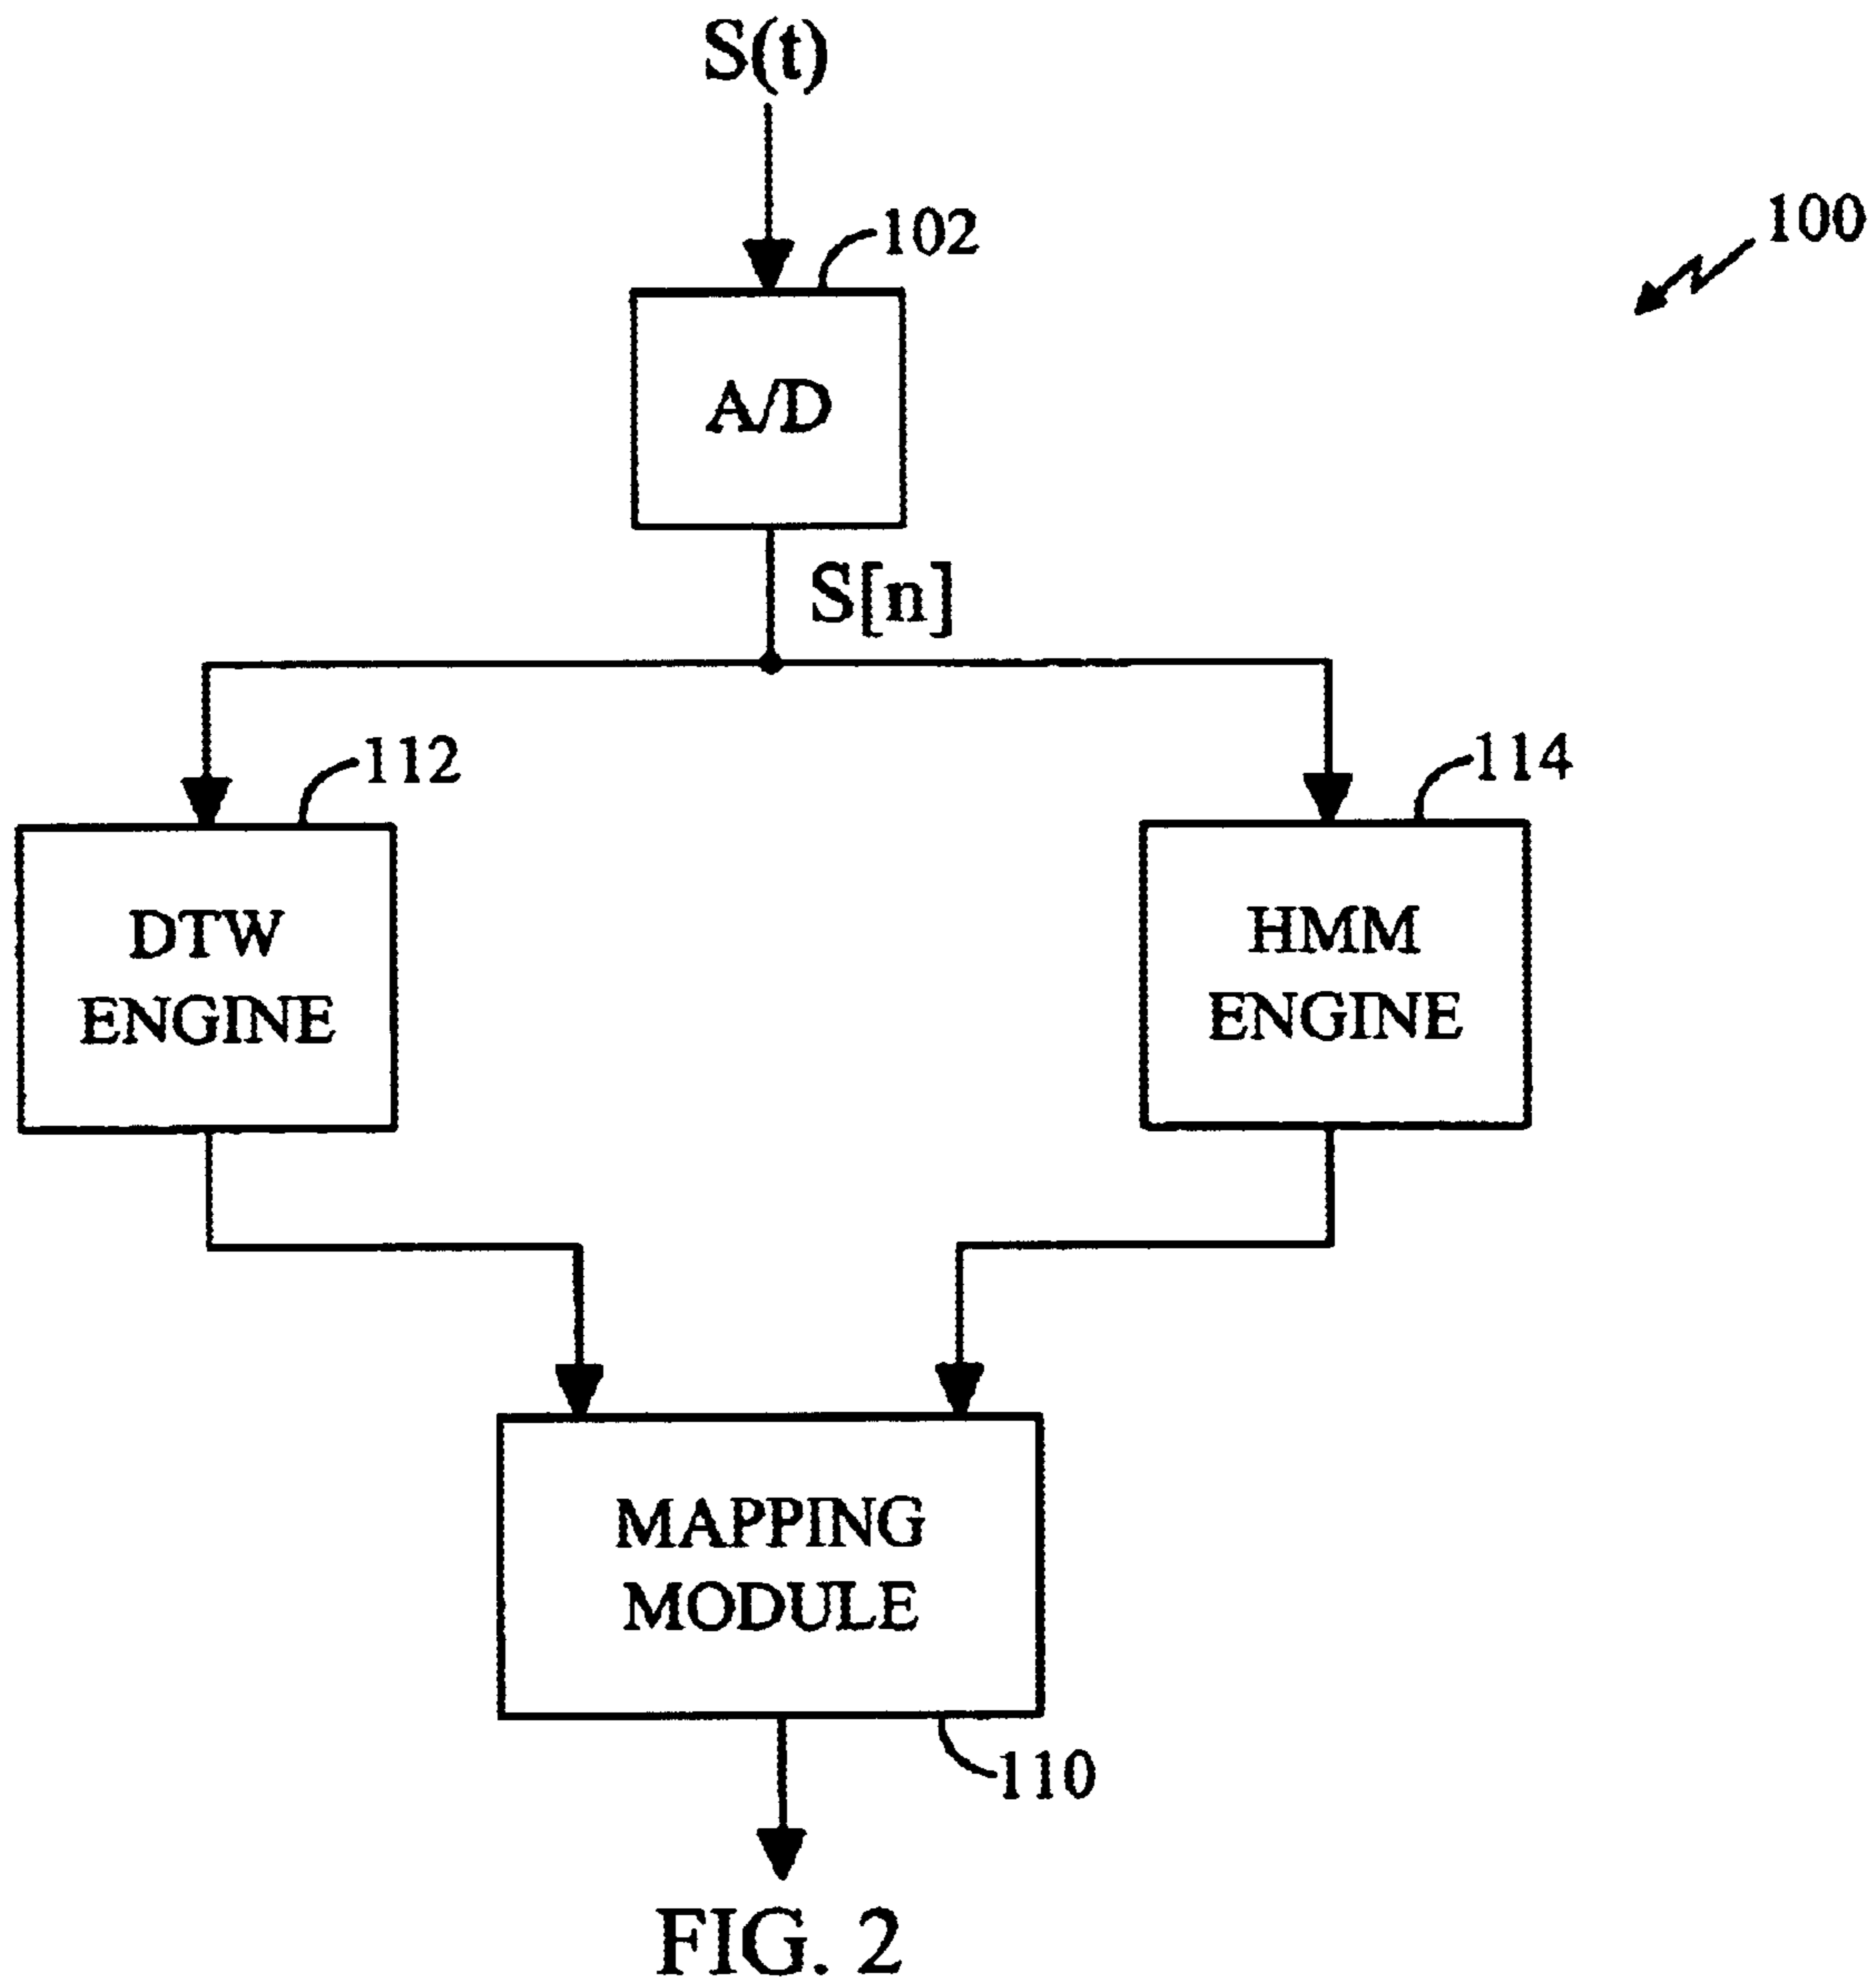 S(t)
102
100
A/D
S[n]
112
114
DTW
ENGINE
HMM
ENGINE
MAPPING
MODULE
110
FIG. 2